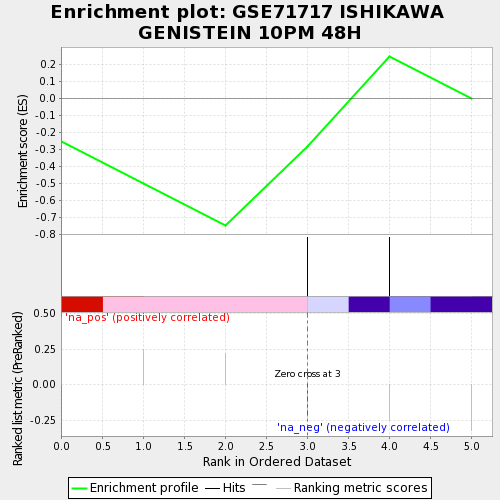 Enrichment plot: GSE71717 ISHIKAWA
GENISTEIN 10PM 48H
Enrichment score (ES)
0.2
0.1
0.0
-0.1
-0.2
-0.3
-0.4
-0.5
-0.6
-0.7
-0.8
Ranked list metric (PreRanked)
0.50
0.25
0.00
-0.25
'na_pos' (positively correlated)
Zero cross at 3
'na_neg' (negatively correlated)
0.0 0.5 1.0 1.5 2.0 2.5 3.0 3.5 4.0 4.5 5.0
Rank in Ordered Dataset
Enrichment profile Hits Ranking metric scores